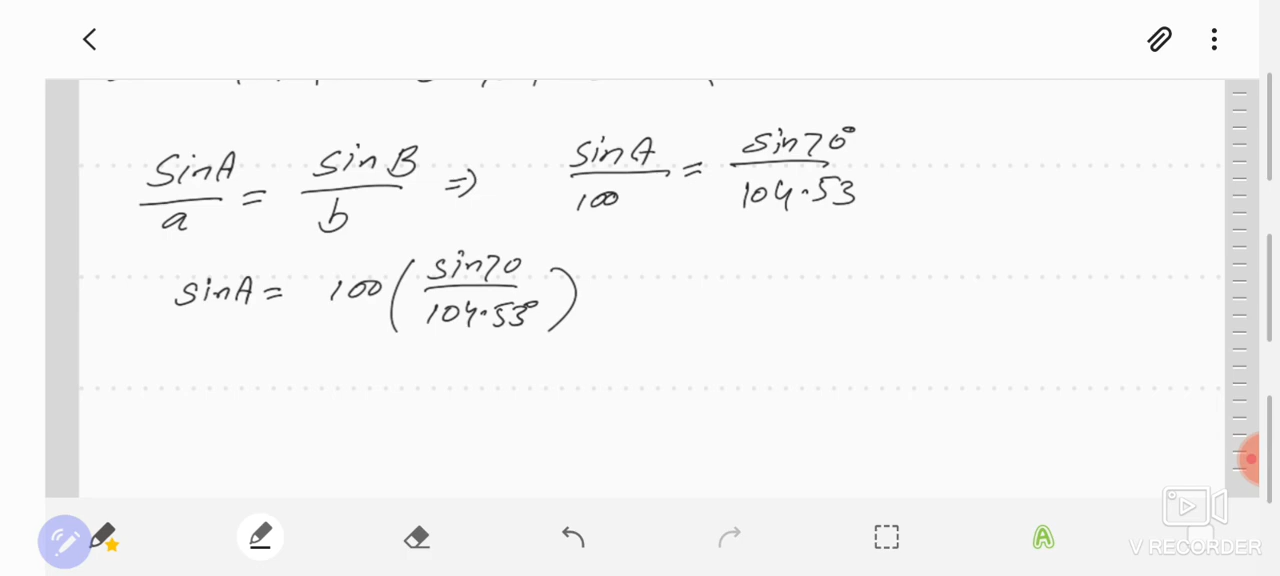 SinA/a = sinB/b => sinA/100 = sin70°/104.53
sinA = 100(sin70/104.53°)
A
V RECORDER